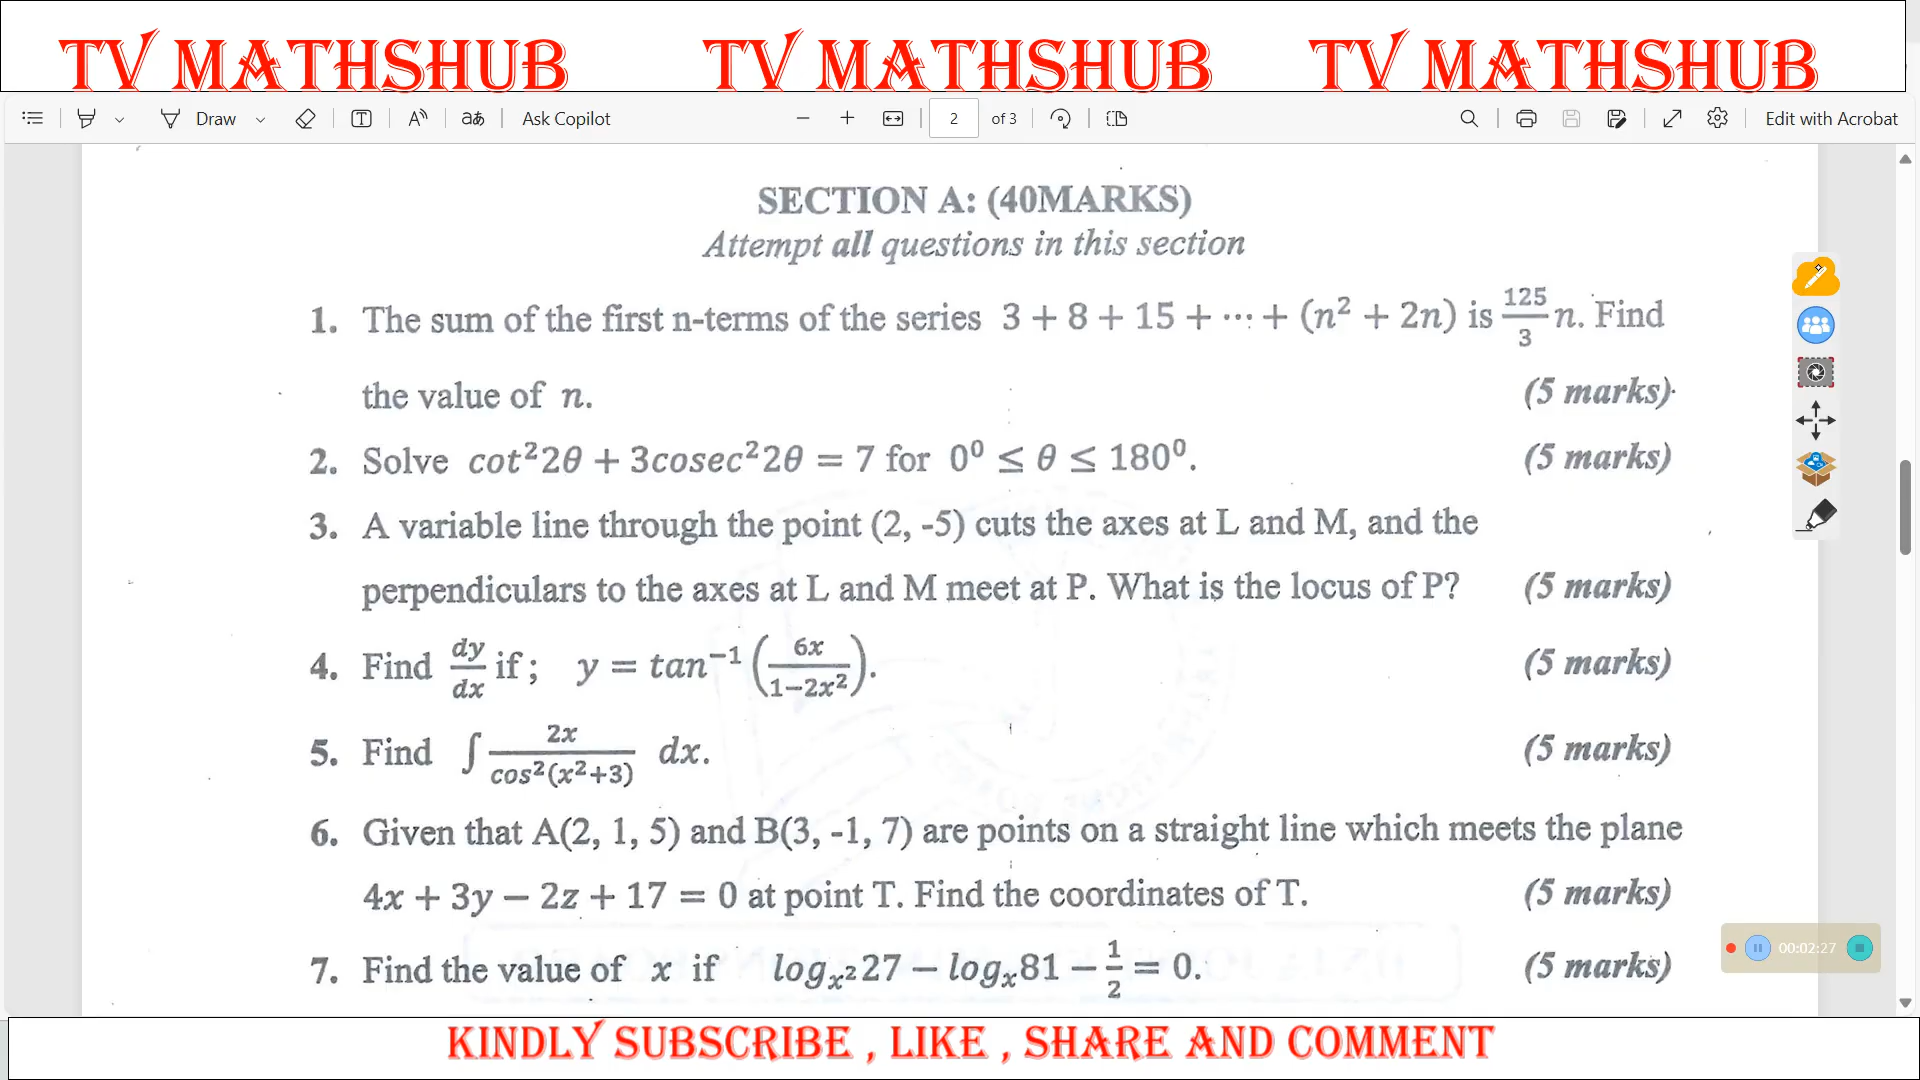 TV MATHSHUB TV MATHSHUB TV MATHSHUB
Draw Ask Copilot 2 of 3 Edit with Acrobat
SECTION A: (40MARKS)
Attempt all questions in this section
1. The sum of the first n-terms of the series 3 + 8 + 15 + ⋯ + (n² + 2n) is 125/3 n. Find
the value of n. (5 marks)
2. Solve cot²2θ + 3cosec²2θ = 7 for 0⁰ ≤ θ ≤ 180⁰. (5 marks)
3. A variable line through the point (2, -5) cuts the axes at L and M, and the
perpendiculars to the axes at L and M meet at P. What is the locus of P? (5 marks)
4. Find dy/dx if ; y = tan⁻¹(6x/(1−2x²)). (5 marks)
5. Find ∫ 2x/(cos²(x²+3)) dx. (5 marks)
6. Given that A(2, 1, 5) and B(3, -1, 7) are points on a straight line which meets the plane
4x + 3y − 2z + 17 = 0 at point T. Find the coordinates of T. (5 marks)
00:02:27
7. Find the value of x if log_x²27 − log_x81 − 1/2 = 0. (5 marks)
KINDLY SUBSCRIBE , LIKE , SHARE AND COMMENT